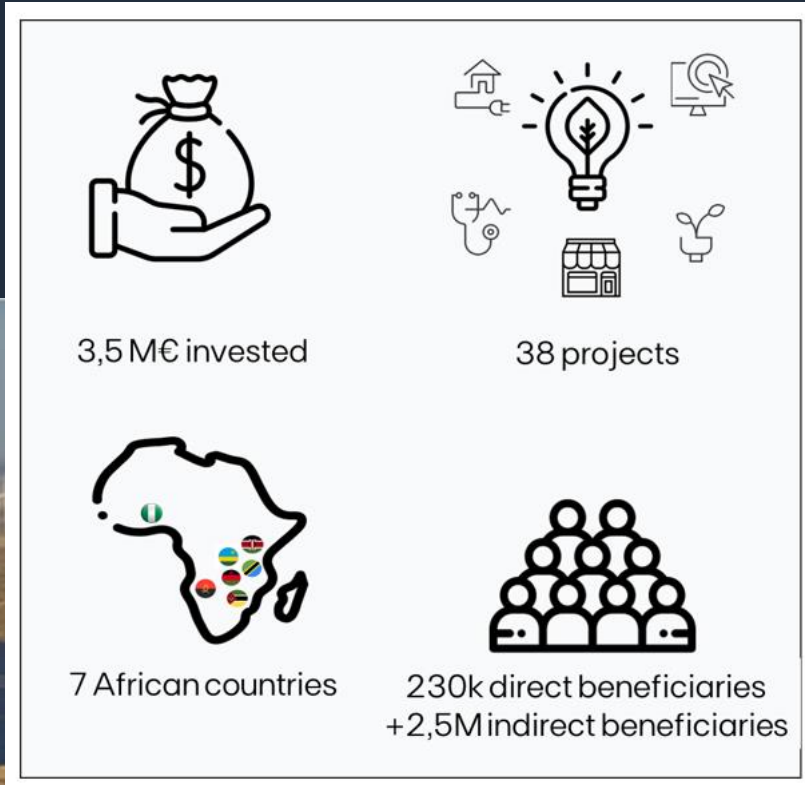 $
3,5 M€ invested
38 projects
7 African countries
230k direct beneficiaries
+2,5M indirect beneficiaries